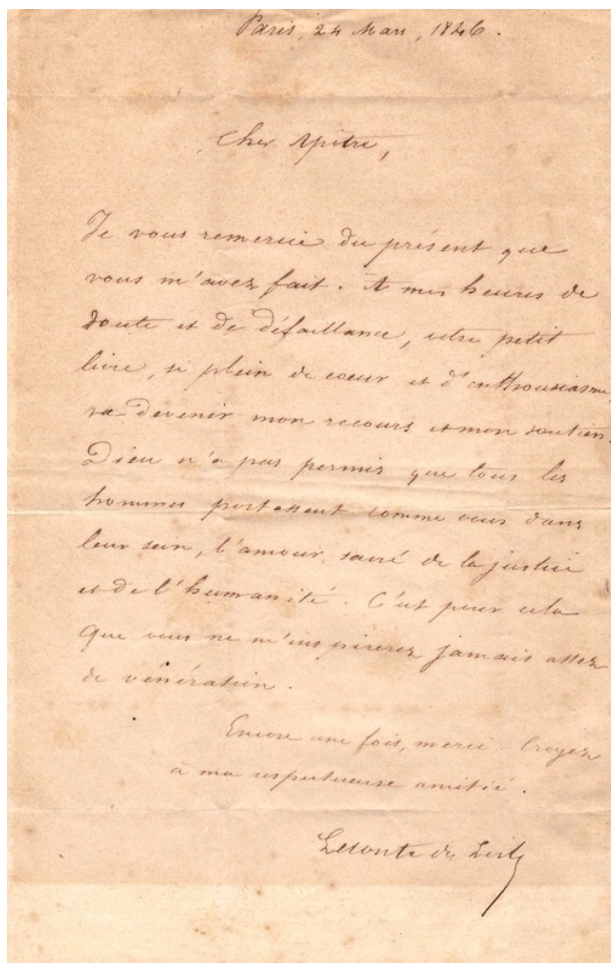 Paris, 24 Mars, 1846.
Cher Apôtre,
Je vous remercie du présent que
vous m'avez fait. A mes heures de
doute et de défaillance, votre petit
livre, si plein de cœur et d'enthousiasme,
va devenir mon recours et mon soutien.
Dieu n'a pas permis que tous les
hommes portassent comme vous dans
leur sein, l'amour sacré de la justice
et de l'humanité. C'est pour cela
que vous ne m'inspirerez jamais assez
de vénération.
Encore une fois, merci. Croyez
à ma respectueuse amitié.
Leconte de Lisle